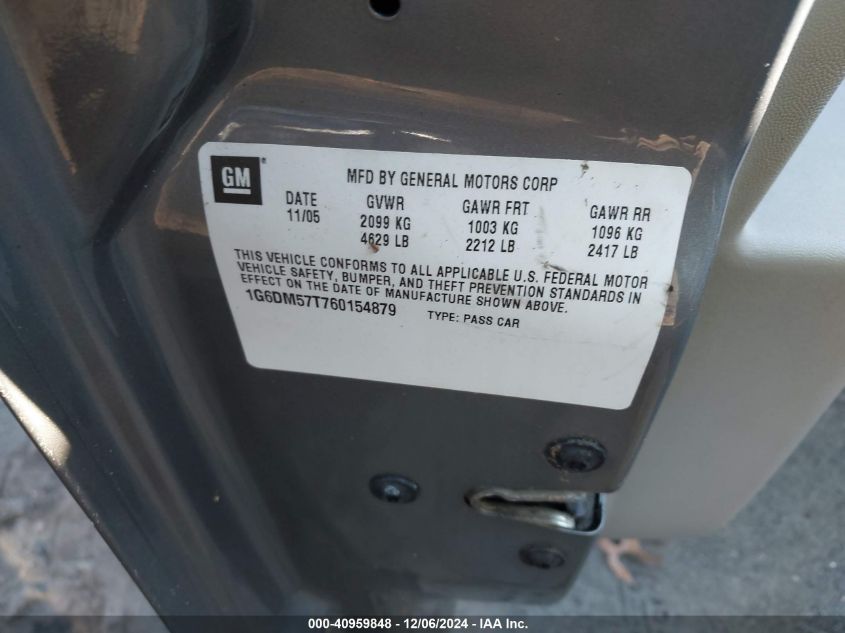 GM ®
MFD BY GENERAL MOTORS CORP
DATE GVWR GAWR FRT GAWR RR
11/05 2099 KG 1003 KG 1096 KG
4629 LB 2212 LB 2417 LB
THIS VEHICLE CONFORMS TO ALL APPLICABLE U.S. FEDERAL MOTOR
VEHICLE SAFETY, BUMPER, AND THEFT PREVENTION STANDARDS IN
EFFECT ON THE DATE OF MANUFACTURE SHOWN ABOVE.
1G6DM57T760154879 TYPE: PASS CAR
000-40959848 - 12/06/2024 - IAA Inc.